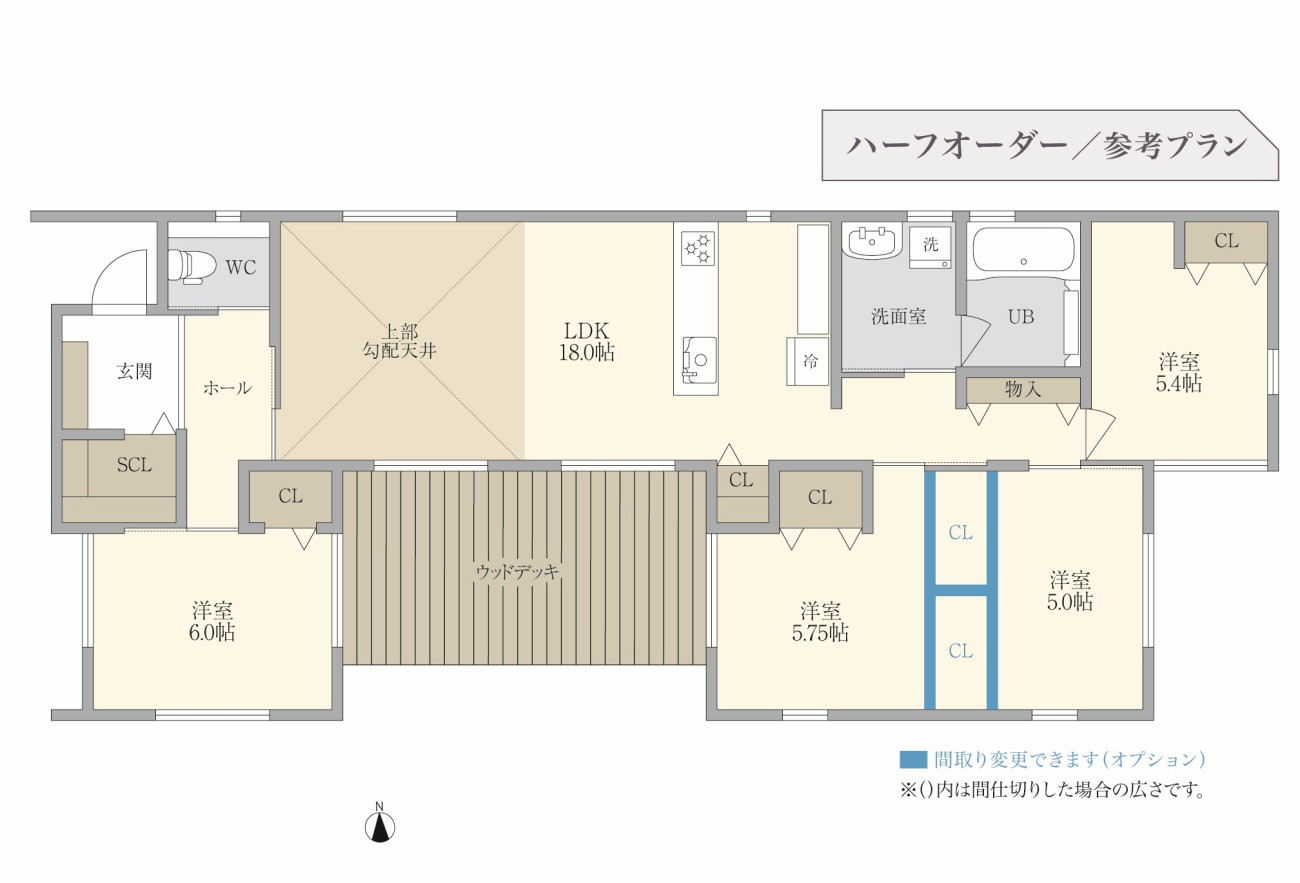 ハーフオーダー／参考プラン
WC
洗
CL
LDK
18.0帖
上部
勾配天井
洗面室
UB
玄関
ホール
冷
洋室
5.4帖
物入
SCL
CL
CL
CL
CL
ウッドデッキ
洋室
6.0帖
洋室
5.75帖
洋室
5.0帖
CL
間取り変更できます（オプション）
※（）内は間仕切りした場合の広さです。
N